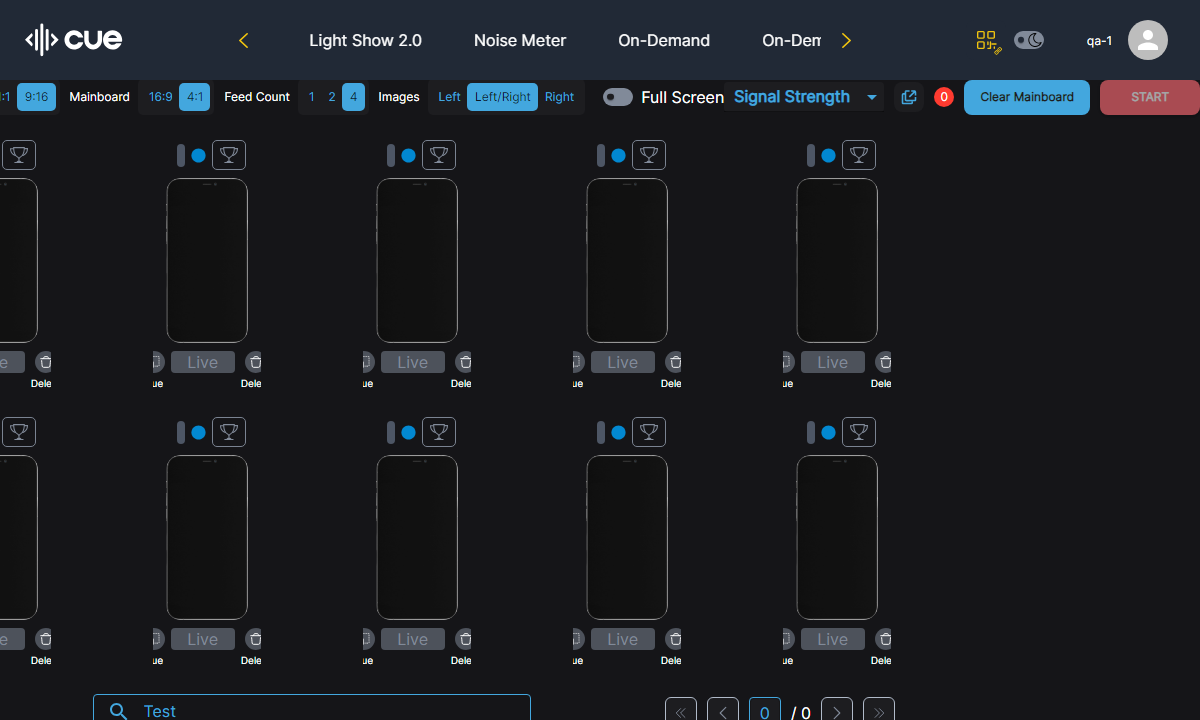 cue
Light Show 2.0 Noise Meter On-Demand On-Dem
qa-1
:1 9:16 Mainboard 16:9 4:1 Feed Count 1 2 4 Images Left Left/Right Right Full Screen Signal Strength 0 Clear Mainboard START
e Live Live Live Live
Dele ue Dele ue Dele ue Dele ue Dele
e Live Live Live Live
Dele ue Dele ue Dele ue Dele ue Dele
Test 0 / 0